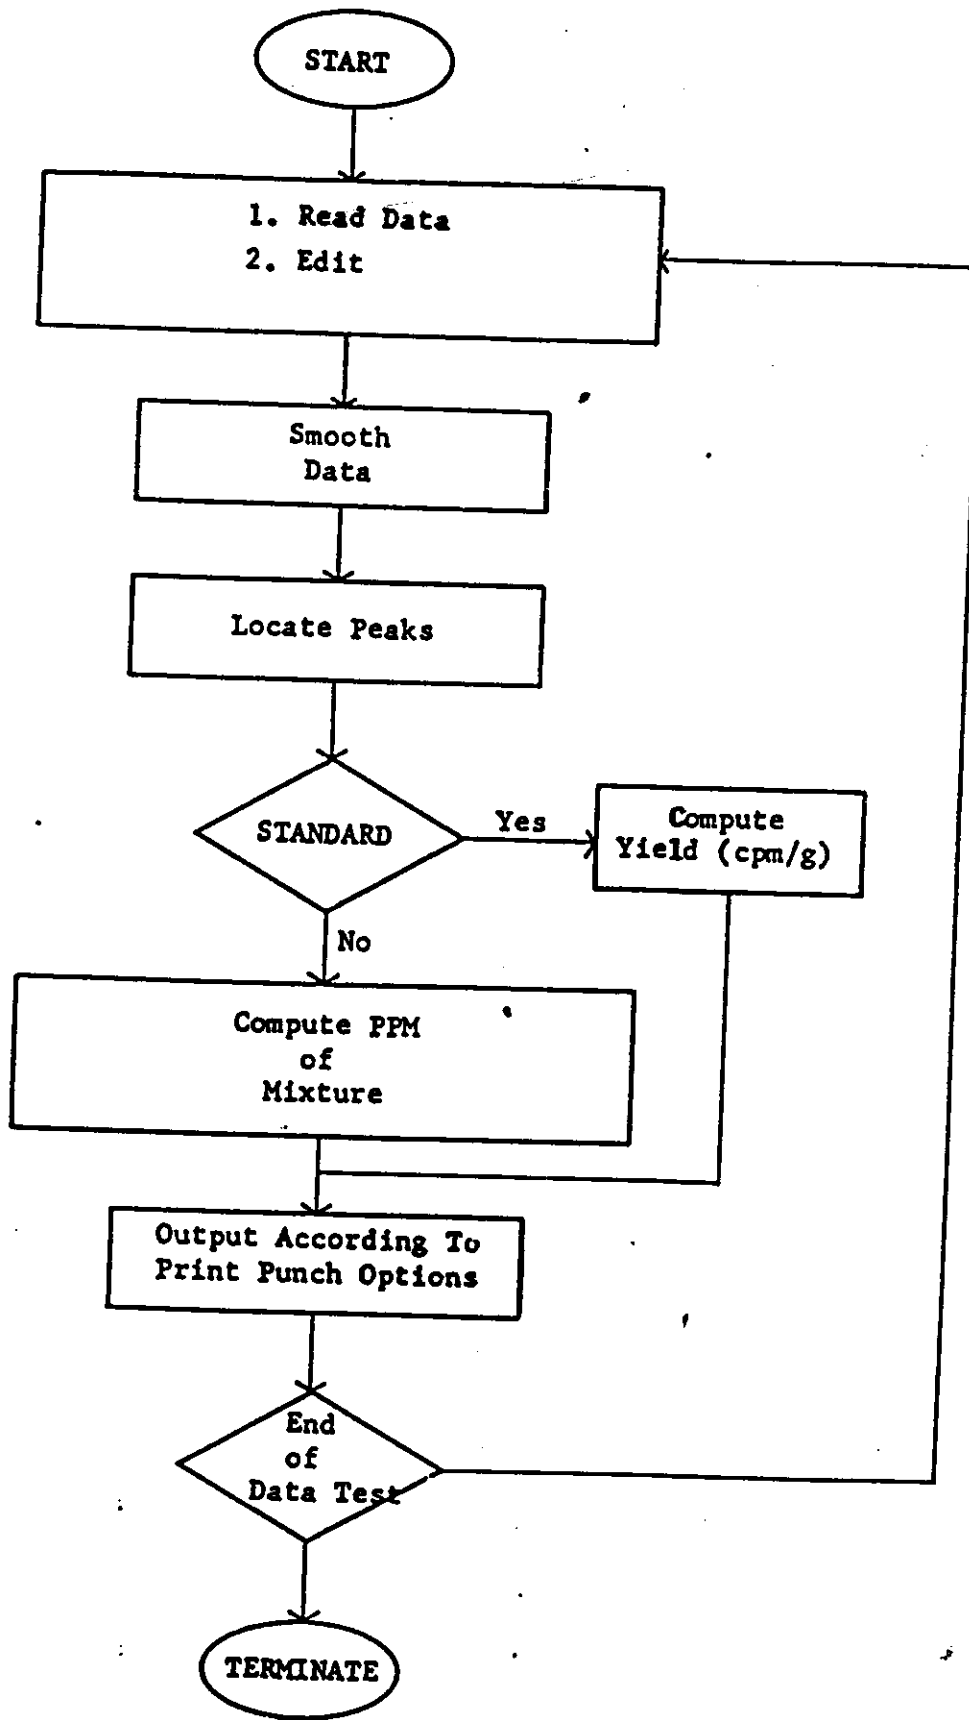 START
1. Read Data
2. Edit
Smooth
Data
Locate Peaks
STANDARD
Yes
Compute
Yield (cpm/g)
No
Compute PPM
of
Mixture
Output According To
Print Punch Options
End
of
Data Test
TERMINATE